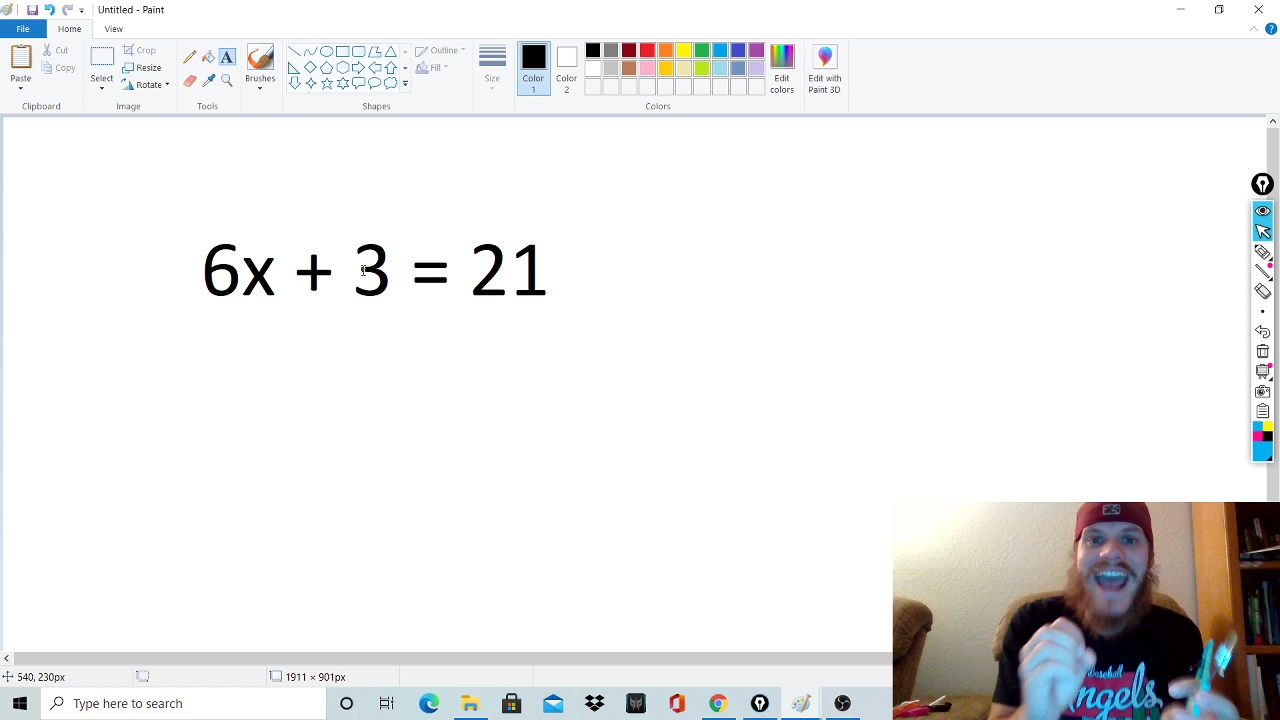 Untitled - Paint
File
Home
View
Paste
Cut
Copy
Clipboard
Select
Crop
Resize
Rotate
Image
Tools
Brushes
Outline
Fill
Shapes
Size
Color
1
Color
2
Edit
colors
Colors
Edit with
Paint 3D
6x + 3 = 21
Baseball
Angels
540, 230px
1911 × 901px
Type here to search